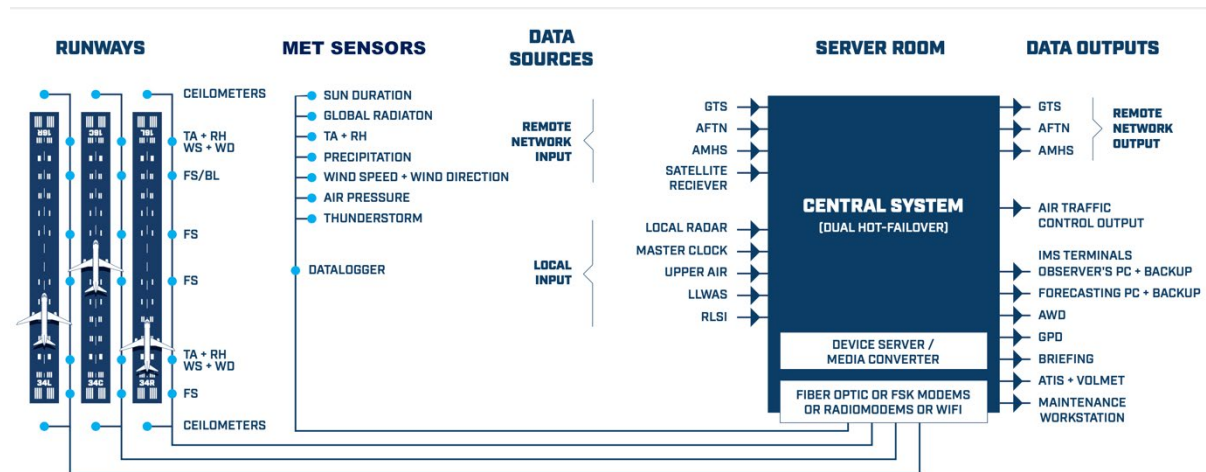 RUNWAYS
MET SENSORS
DATA
SOURCES
SERVER ROOM
DATA OUTPUTS
CEILOMETERS
TA + RH
WS + WD
FS/BL
FS
FS
TA + RH
WS + WD
FS
CEILOMETERS
16R
16C
16L
34L
34C
34R
SUN DURATION
GLOBAL RADIATON
TA + RH
PRECIPITATION
WIND SPEED + WIND DIRECTION
AIR PRESSURE
THUNDERSTORM
DATALOGGER
REMOTE
NETWORK
INPUT
LOCAL
INPUT
GTS
AFTN
AMHS
SATELLITE
RECIEVER
LOCAL RADAR
MASTER CLOCK
UPPER AIR
LLWAS
RLSI
CENTRAL SYSTEM
(DUAL HOT-FAILOVER)
DEVICE SERVER /
MEDIA CONVERTER
FIBER OPTIC OR FSK MODEMS
OR RADIOMODEMS OR WIFI
GTS
AFTN
AMHS
REMOTE
NETWORK
OUTPUT
AIR TRAFFIC
CONTROL OUTPUT
IMS TERMINALS
OBSERVER'S PC + BACKUP
FORECASTING PC + BACKUP
AWD
GPD
BRIEFING
ATIS + VOLMET
MAINTENANCE
WORKSTATION